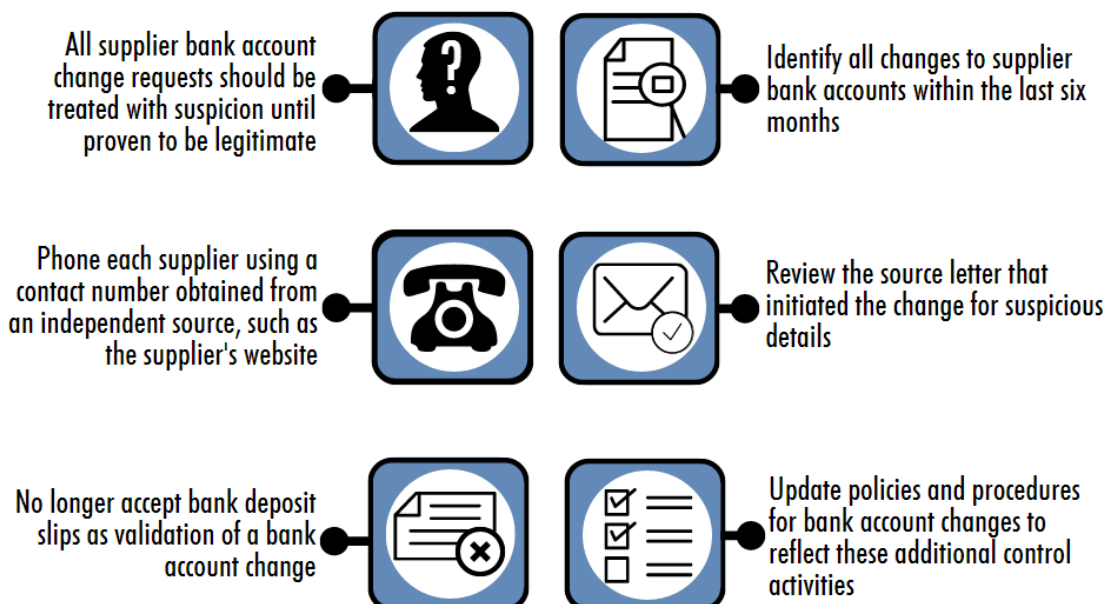 All supplier bank account
change requests should be
treated with suspicion until
proven to be legitimate
?
Identify all changes to supplier
bank accounts within the last six
months
Phone each supplier using a
contact number obtained from
an independent source, such as
the supplier's website
Review the source letter that
initiated the change for suspicious
details
No longer accept bank deposit
slips as validation of a bank
account change
Update policies and procedures
for bank account changes to
reflect these additional control
activities